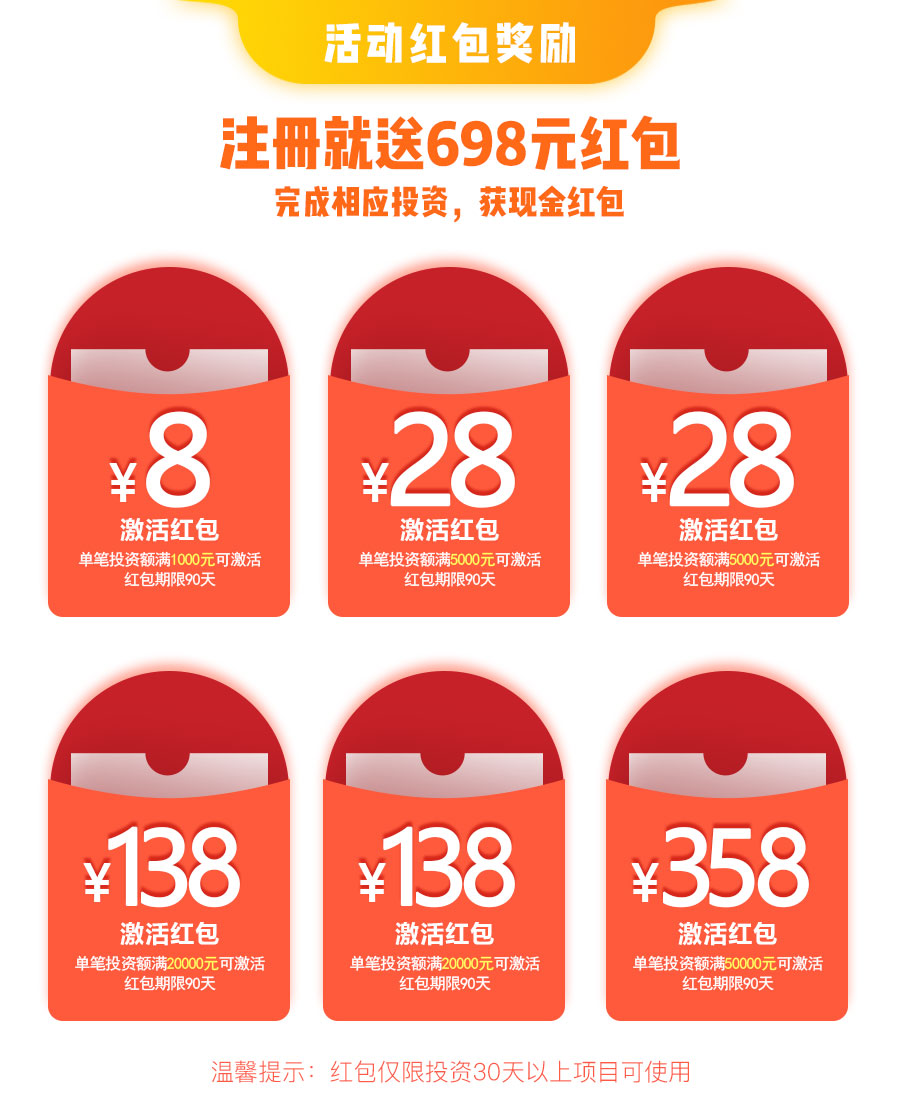 活动红包奖励
注冊就送698元红包
完成相应投资，获现金红包
¥8
激活红包
单笔投资额满1000元可激活
红包期限90天
¥28
激活红包
单笔投资额满5000元可激活
红包期限90天
¥28
激活红包
单笔投资额满5000元可激活
红包期限90天
¥138
激活红包
单笔投资额满20000元可激活
红包期限90天
¥138
激活红包
单笔投资额满20000元可激活
红包期限90天
¥358
激活红包
单笔投资额满50000元可激活
红包期限90天
温馨提示：红包仅限投资30天以上项目可使用